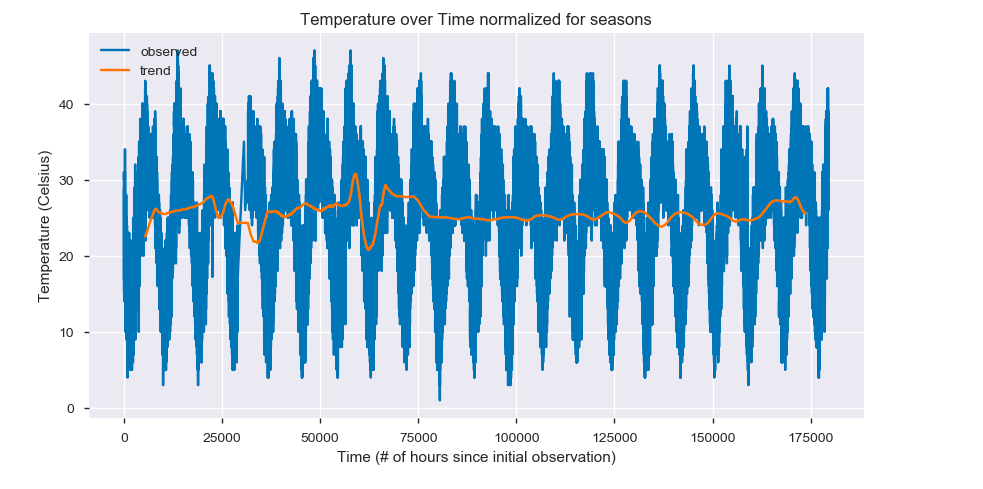 Temperature over Time normalized for seasons
observed
trend
Temperature (Celsius)
40
30
20
10
0
0 25000 50000 75000 100000 125000 150000 175000
Time (# of hours since initial observation)